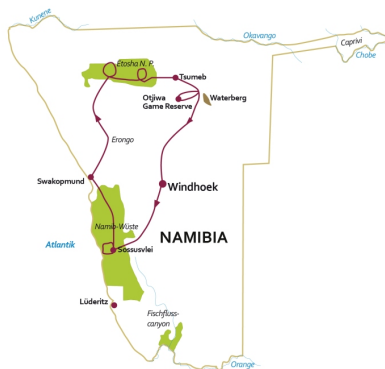 Kunene
Okavango
Caprivi
Chobe
Etosha N. P.
Tsumeb
Otjiwa
Game Reserve
Waterberg
Erongo
Swakopmund
Windhoek
Namib-Wüste
NAMIBIA
Atlantik
Sossusvlei
Lüderitz
Fischfluss-
canyon
Orange